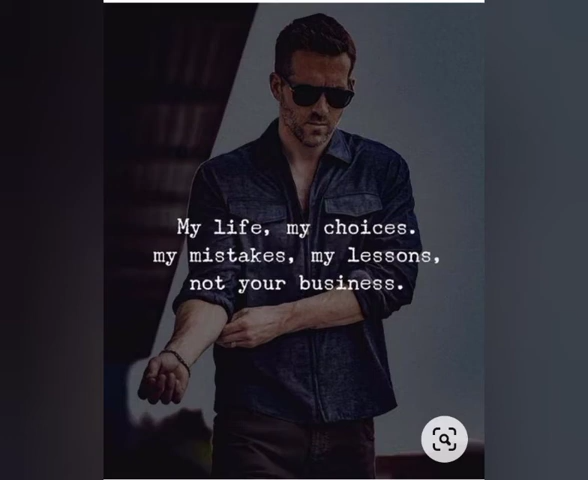 My life, my choices.
my mistakes, my lessons,
not your business.